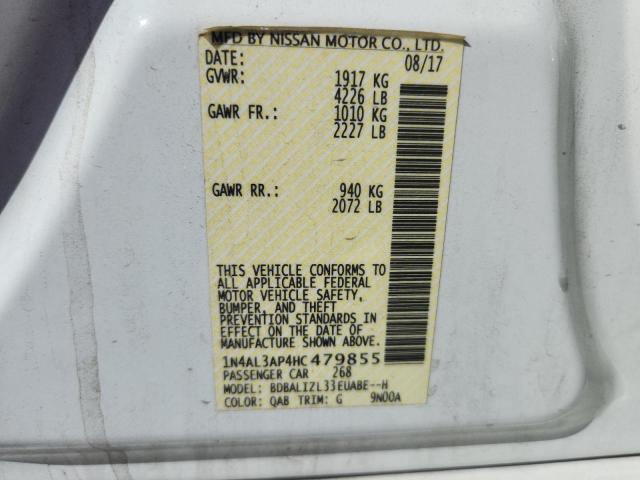 MFD BY NISSAN MOTOR CO., LTD.
DATE: 08/17
GVWR: 1917 KG
4226 LB
GAWR FR.: 1010 KG
2227 LB
GAWR RR.: 940 KG
2072 LB
THIS VEHICLE CONFORMS TO
ALL APPLICABLE FEDERAL
MOTOR VEHICLE SAFETY,
BUMPER, AND THEFT
PREVENTION STANDARDS IN
EFFECT ON THE DATE OF
MANUFACTURE SHOWN ABOVE.
1N4AL3AP4HC479855
PASSENGER CAR 268
MODEL: BDBALIZL33EUABE--H
COLOR: QAB TRIM: G 9N00A